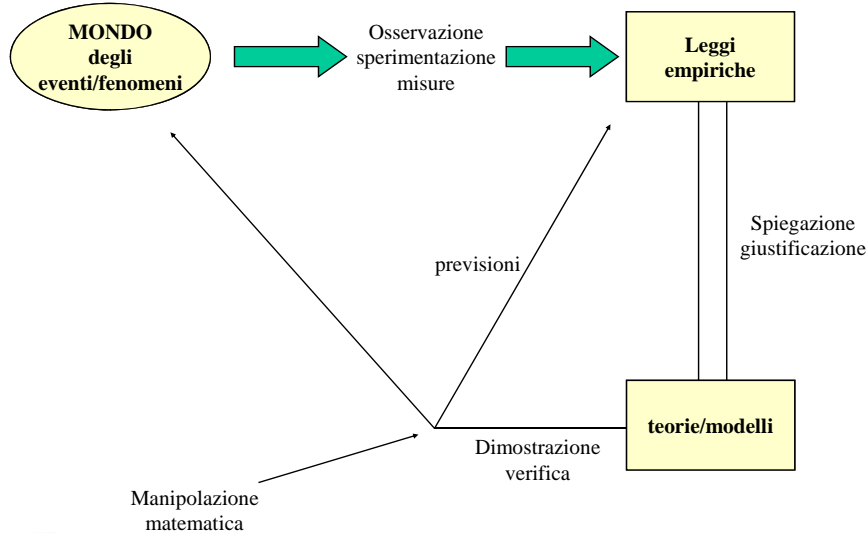 MONDO
degli
eventi/fenomeni
Osservazione
sperimentazione
misure
Leggi
empiriche
Spiegazione
giustificazione
previsioni
teorie/modelli
Dimostrazione
verifica
Manipolazione
matematica